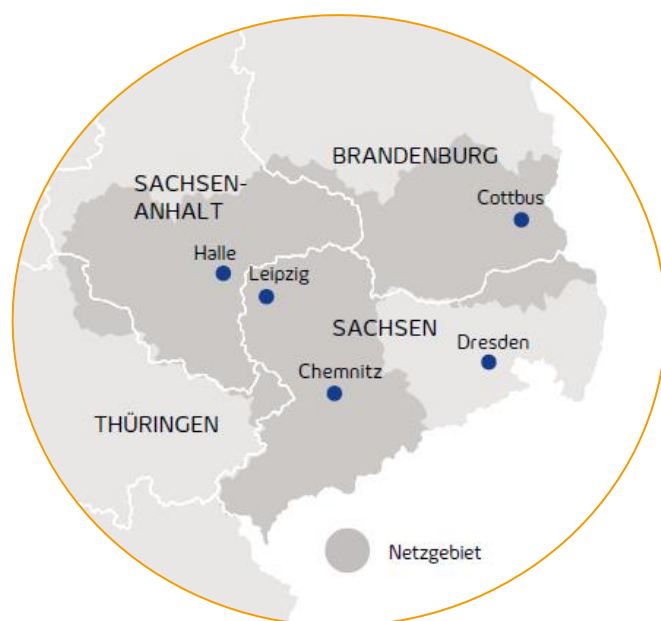 BRANDENBURG
SACHSEN-
ANHALT
Cottbus
Halle
Leipzig
SACHSEN
Dresden
Chemnitz
THÜRINGEN
Netzgebiet